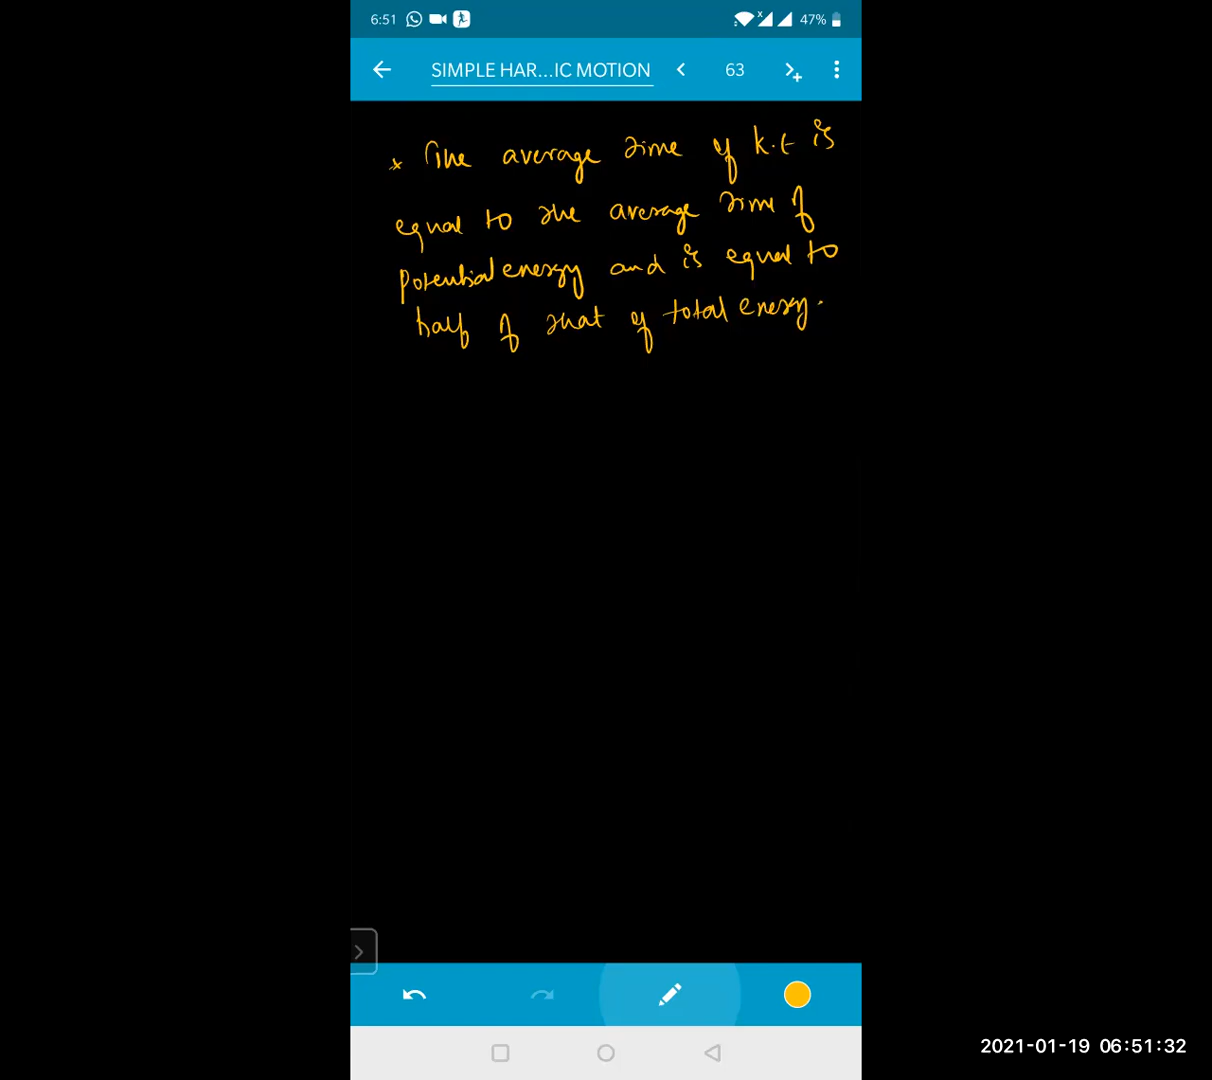 6:51
47%
SIMPLE HAR...IC MOTION
63
* The average time of K.E is
equal to the average time of
potential energy and is equal to
half of that of total energy.
2021-01-19 06:51:32